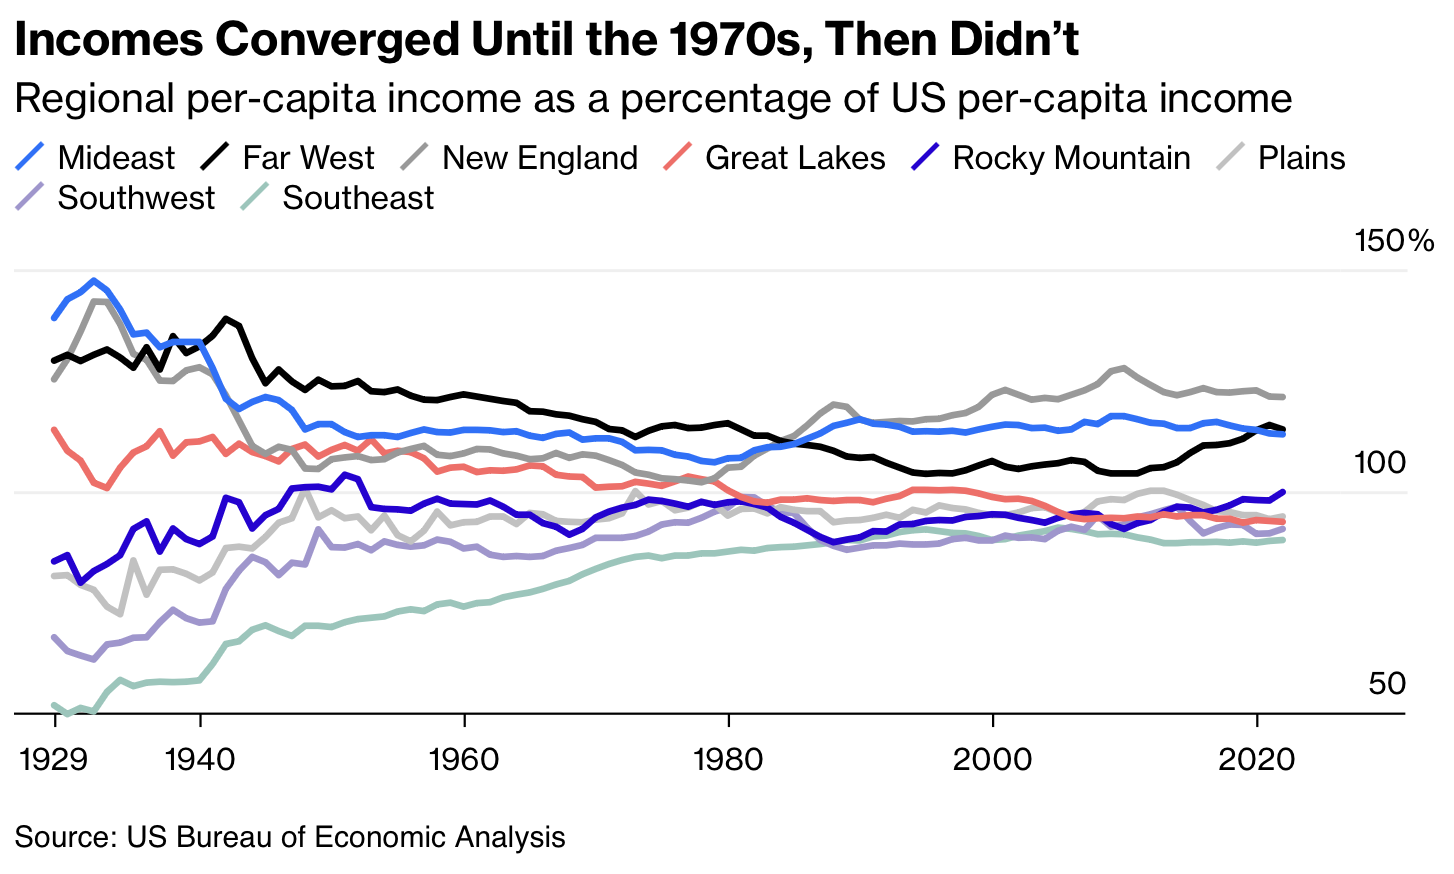 Incomes Converged Until the 1970s, Then Didn’t
Regional per-capita income as a percentage of US per-capita income
Mideast Far West New England Great Lakes Rocky Mountain Plains
Southwest Southeast
150%
100
50
1929 1940 1960 1980 2000 2020
Source: US Bureau of Economic Analysis